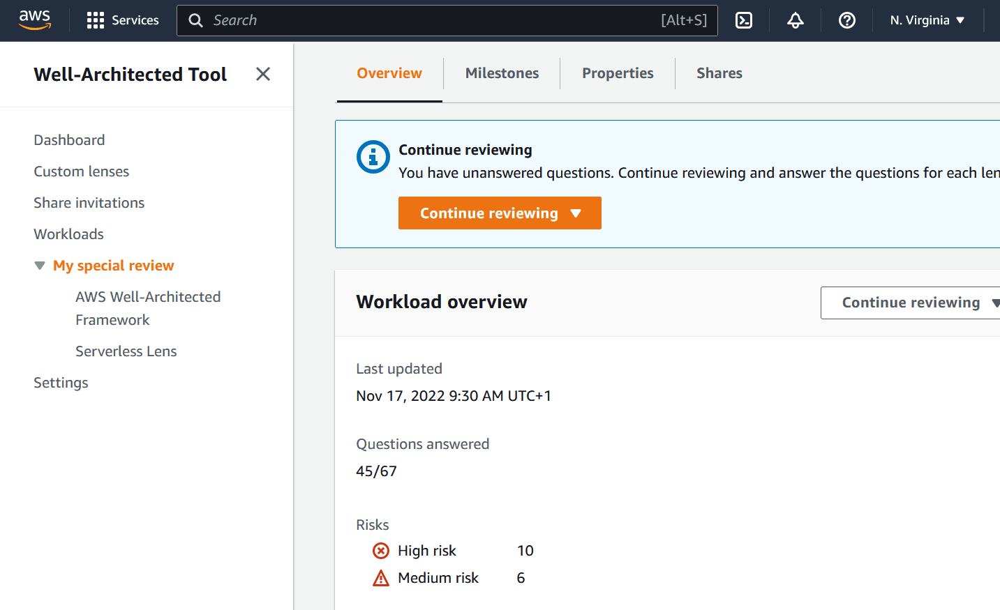 aws
Services
Search
[Alt+S]
N. Virginia
Well-Architected Tool
Dashboard
Custom lenses
Share invitations
Workloads
My special review
AWS Well-Architected
Framework
Serverless Lens
Settings
Overview
Milestones
Properties
Shares
Continue reviewing
You have unanswered questions. Continue reviewing and answer the questions for each
Continue reviewing
Workload overview
Continue reviewing
Last updated
Nov 17, 2022 9:30 AM UTC+1
Questions answered
45/67
Risks
High risk 10
Medium risk 6